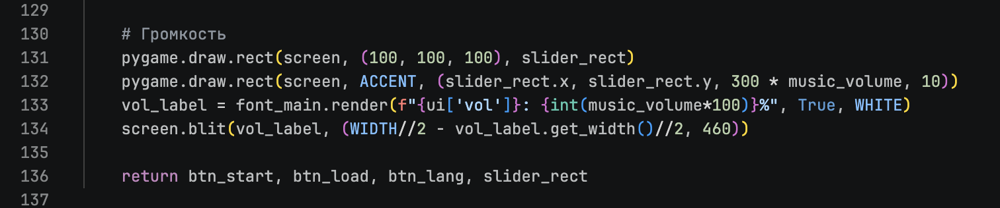 129
130 # Громкость
131 pygame.draw.rect(screen, (100, 100, 100), slider_rect)
132 pygame.draw.rect(screen, ACCENT, (slider_rect.x, slider_rect.y, 300 * music_volume, 10))
133 vol_label = font_main.render(f"{ui['vol']}: {int(music_volume*100)}%", True, WHITE)
134 screen.blit(vol_label, (WIDTH//2 - vol_label.get_width()//2, 460))
135
136 return btn_start, btn_load, btn_lang, slider_rect
137